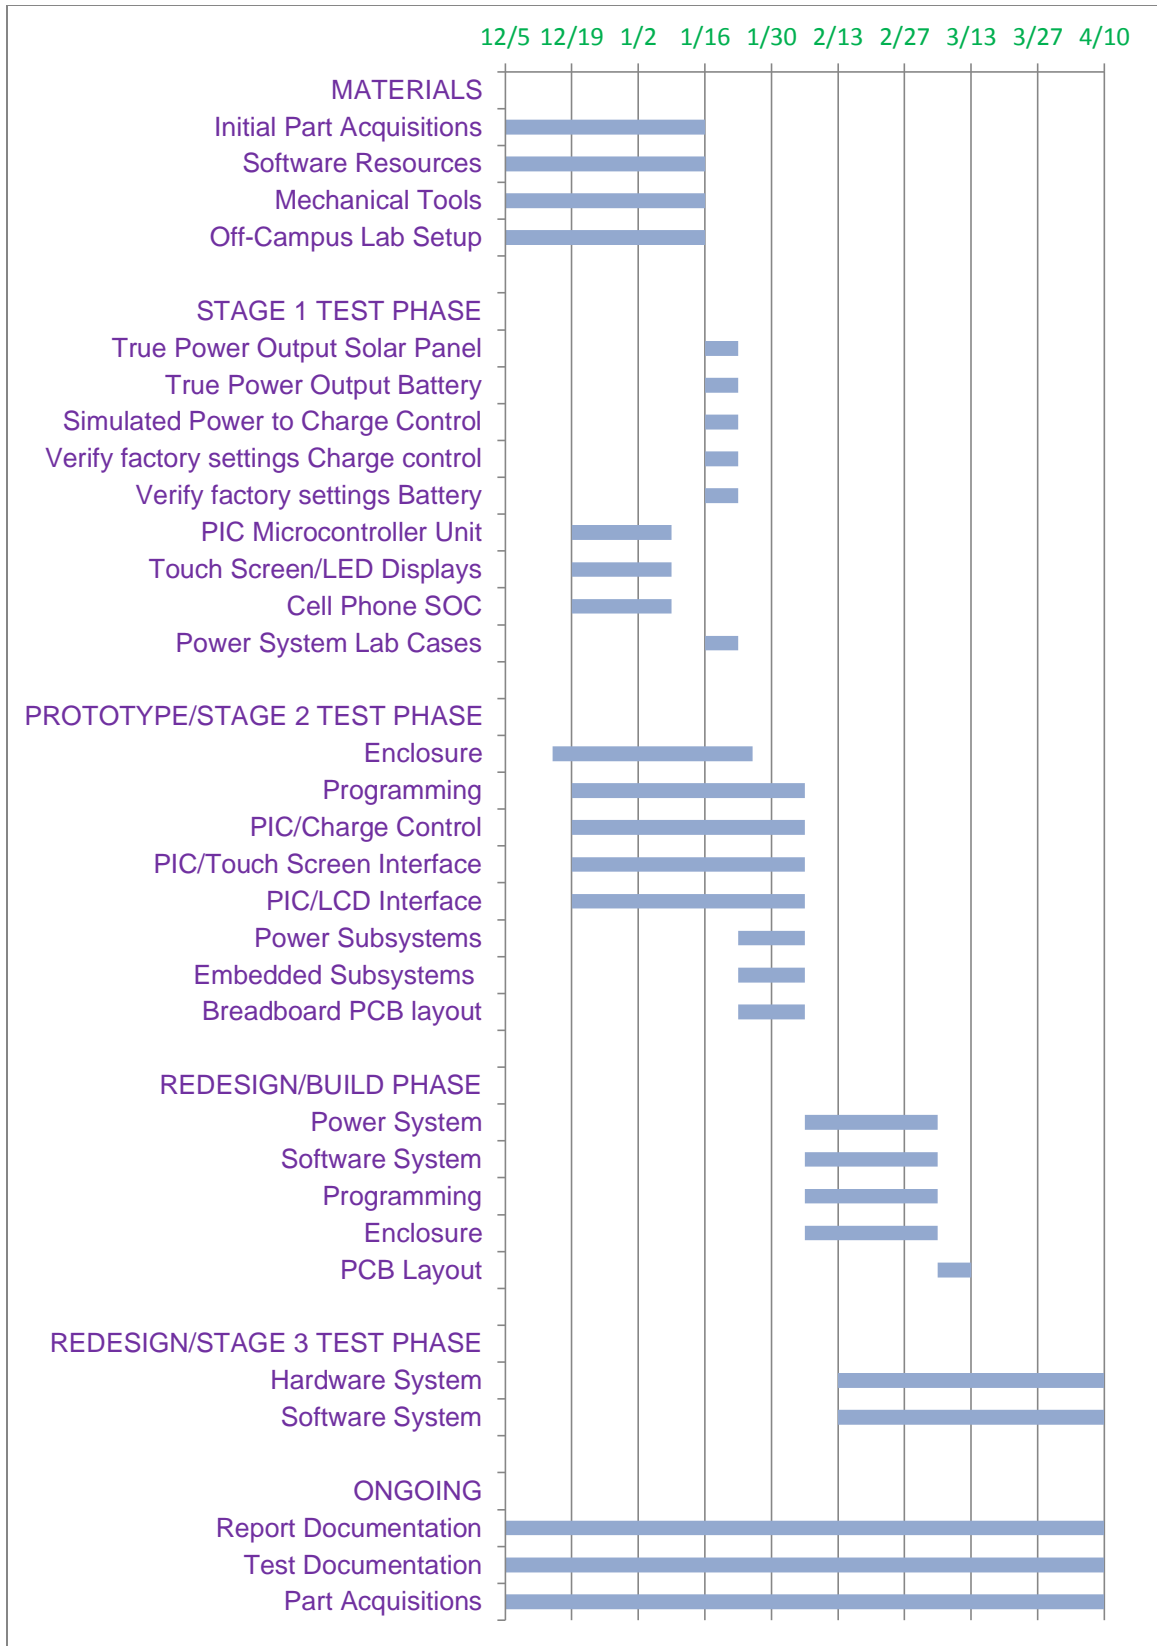 12/5 12/19 1/2 1/16 1/30 2/13 2/27 3/13 3/27 4/10
MATERIALS
Initial Part Acquisitions
Software Resources
Mechanical Tools
Off-Campus Lab Setup
STAGE 1 TEST PHASE
True Power Output Solar Panel
True Power Output Battery
Simulated Power to Charge Control
Verify factory settings Charge control
Verify factory settings Battery
PIC Microcontroller Unit
Touch Screen/LED Displays
Cell Phone SOC
Power System Lab Cases
PROTOTYPE/STAGE 2 TEST PHASE
Enclosure
Programming
PIC/Charge Control
PIC/Touch Screen Interface
PIC/LCD Interface
Power Subsystems
Embedded Subsystems
Breadboard PCB layout
REDESIGN/BUILD PHASE
Power System
Software System
Programming
Enclosure
PCB Layout
REDESIGN/STAGE 3 TEST PHASE
Hardware System
Software System
ONGOING
Report Documentation
Test Documentation
Part Acquisitions